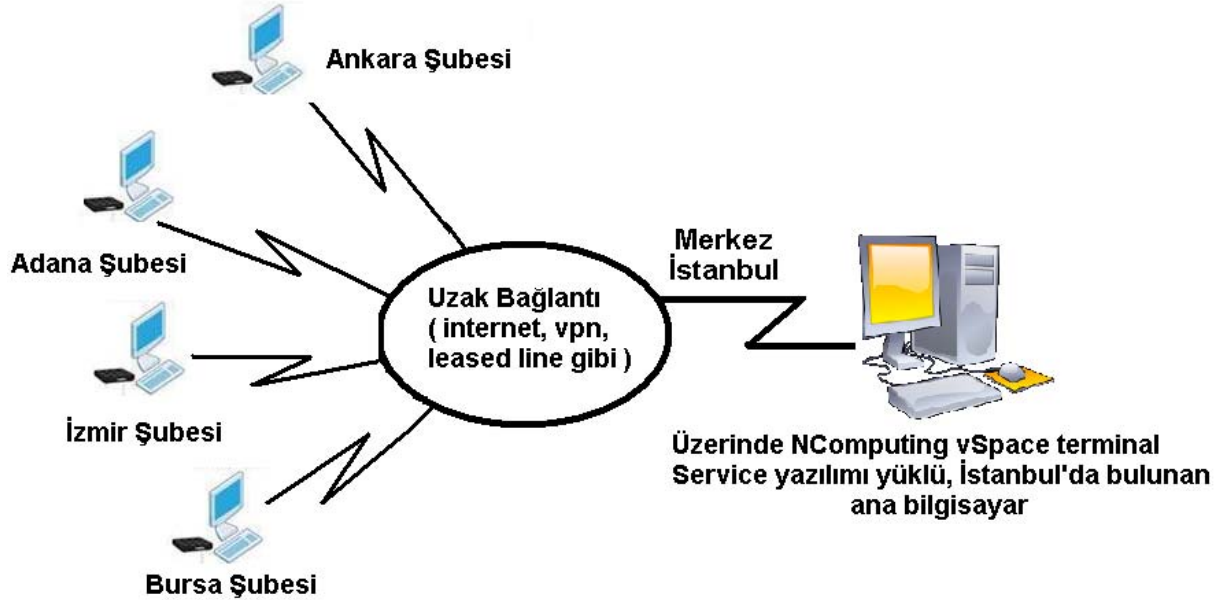 Ankara Şubesi
Adana Şubesi
İzmir Şubesi
Bursa Şubesi
Uzak Bağlantı
( internet, vpn,
leased line gibi )
Merkez
İstanbul
Üzerinde NComputing vSpace terminal
Service yazılımı yüklü, İstanbul'da bulunan
ana bilgisayar